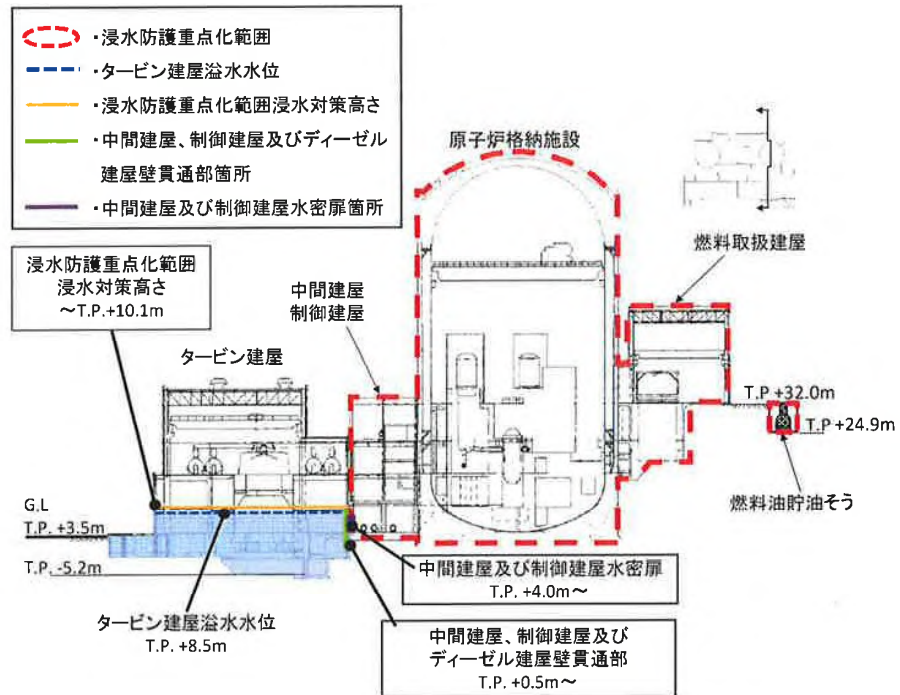 ・浸水防護重点化範囲
・タービン建屋溢水水位
・浸水防護重点化範囲浸水対策高さ
・中間建屋、制御建屋及びディーゼル
建屋壁貫通部箇所
・中間建屋及び制御建屋水密扉箇所
原子炉格納施設
燃料取扱建屋
浸水防護重点化範囲
浸水対策高さ
～T.P.+10.1m
中間建屋
制御建屋
タービン建屋
T.P +32.0m
T.P +24.9m
燃料油貯油そう
G.L
T.P. +3.5m
T.P. -5.2m
タービン建屋溢水水位
T.P. +8.5m
中間建屋及び制御建屋水密扉
T.P. +4.0m～
中間建屋、制御建屋及び
ディーゼル建屋壁貫通部
T.P. +0.5m～